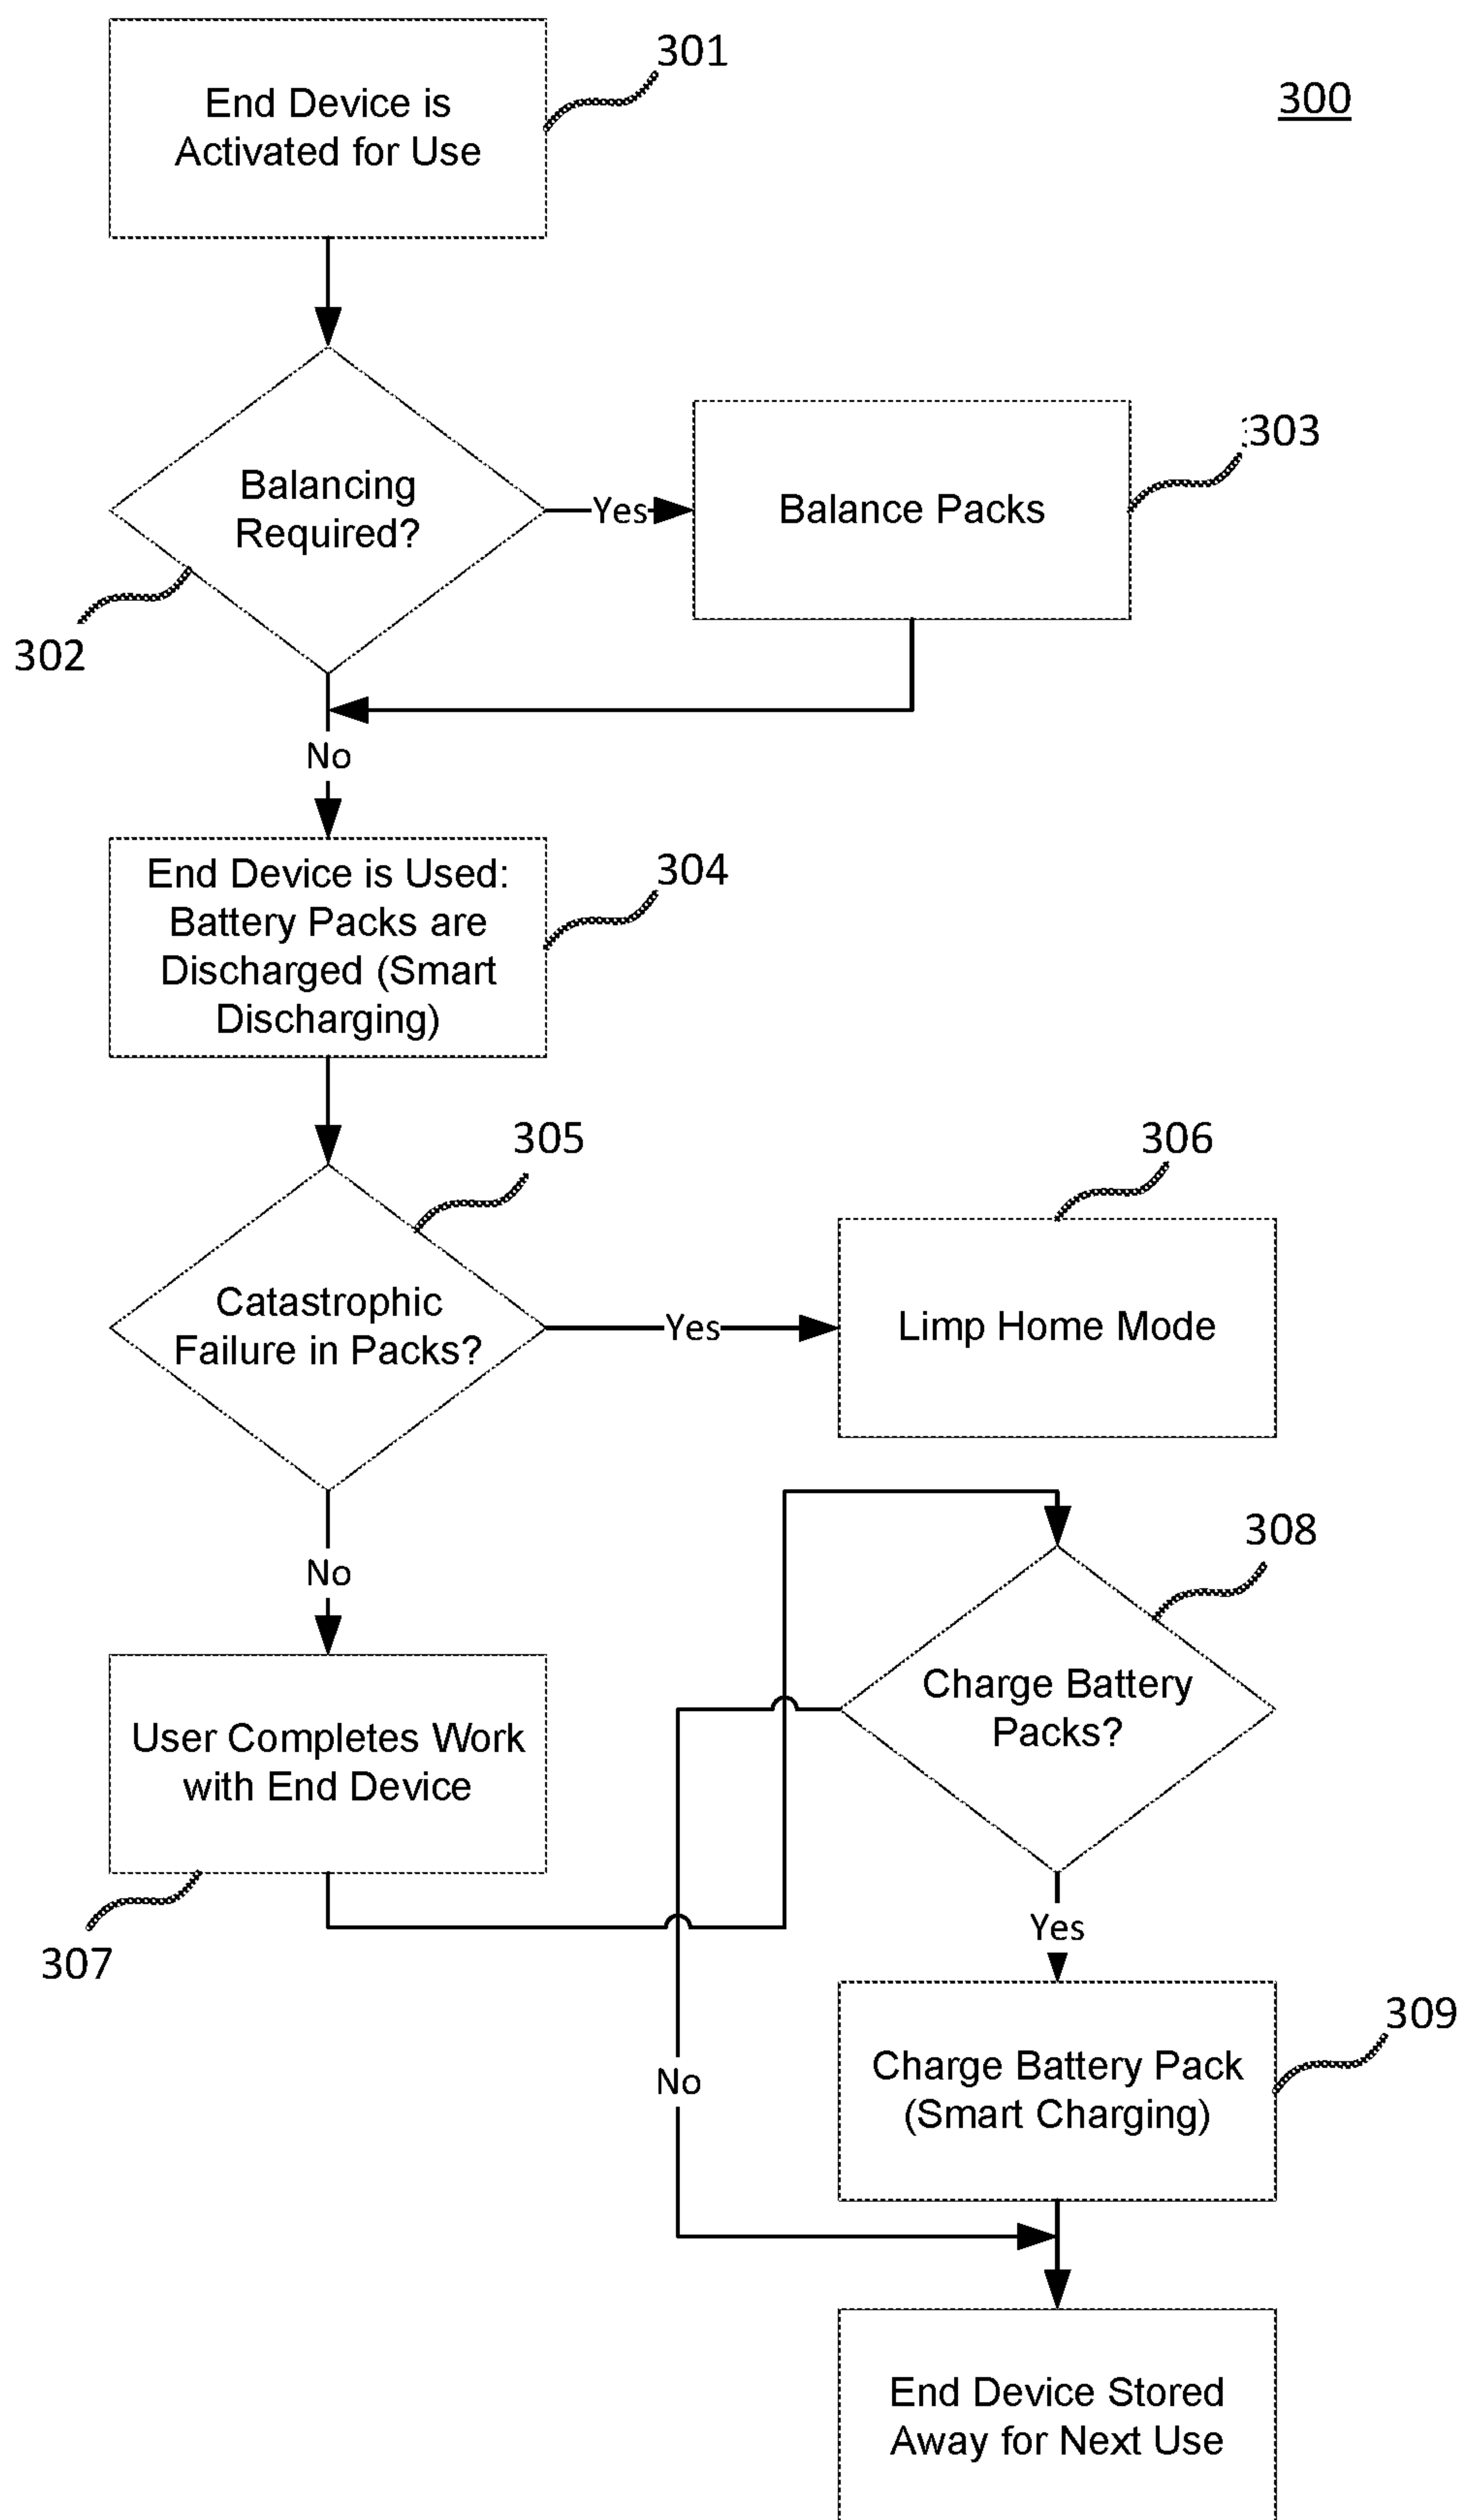 301
300
End Device is
Activated for Use
303
Balancing
Required?
Yes
Balance Packs
302
No
304
End Device is Used:
Battery Packs are
Discharged (Smart
Discharging)
305
306
Catastrophic
Failure in Packs?
Yes
Limp Home Mode
308
No
Charge Battery
Packs?
User Completes Work
with End Device
Yes
307
309
No
Charge Battery Pack
(Smart Charging)
End Device Stored
Away for Next Use